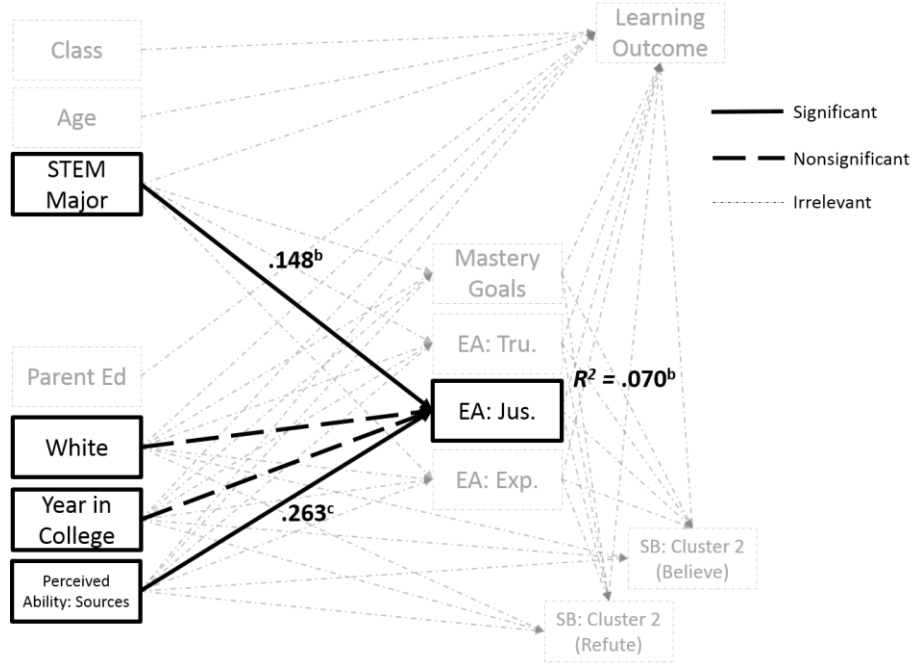 Class
Age
STEM
Major
Parent Ed
White
Year in
College
Perceived
Ability: Sources
.148ᵇ
.263ᶜ
Mastery
Goals
EA: Tru.
EA: Jus.
EA: Exp.
R² = .070ᵇ
Learning
Outcome
SB: Cluster 2
(Believe)
SB: Cluster 2
(Refute)
Significant
Nonsignificant
Irrelevant